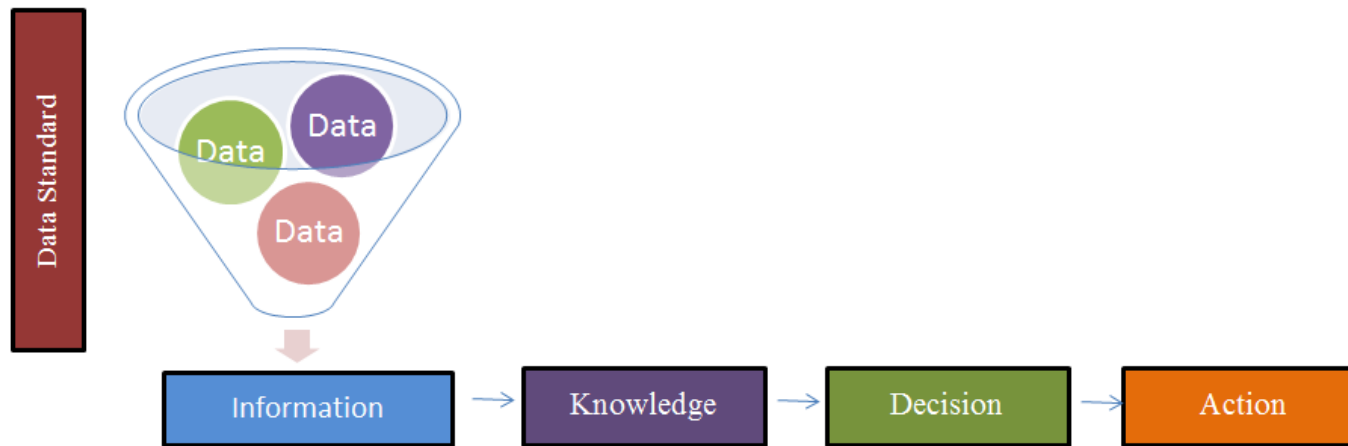 Data Standard
Data
Data
Data
Information
Knowledge
Decision
Action